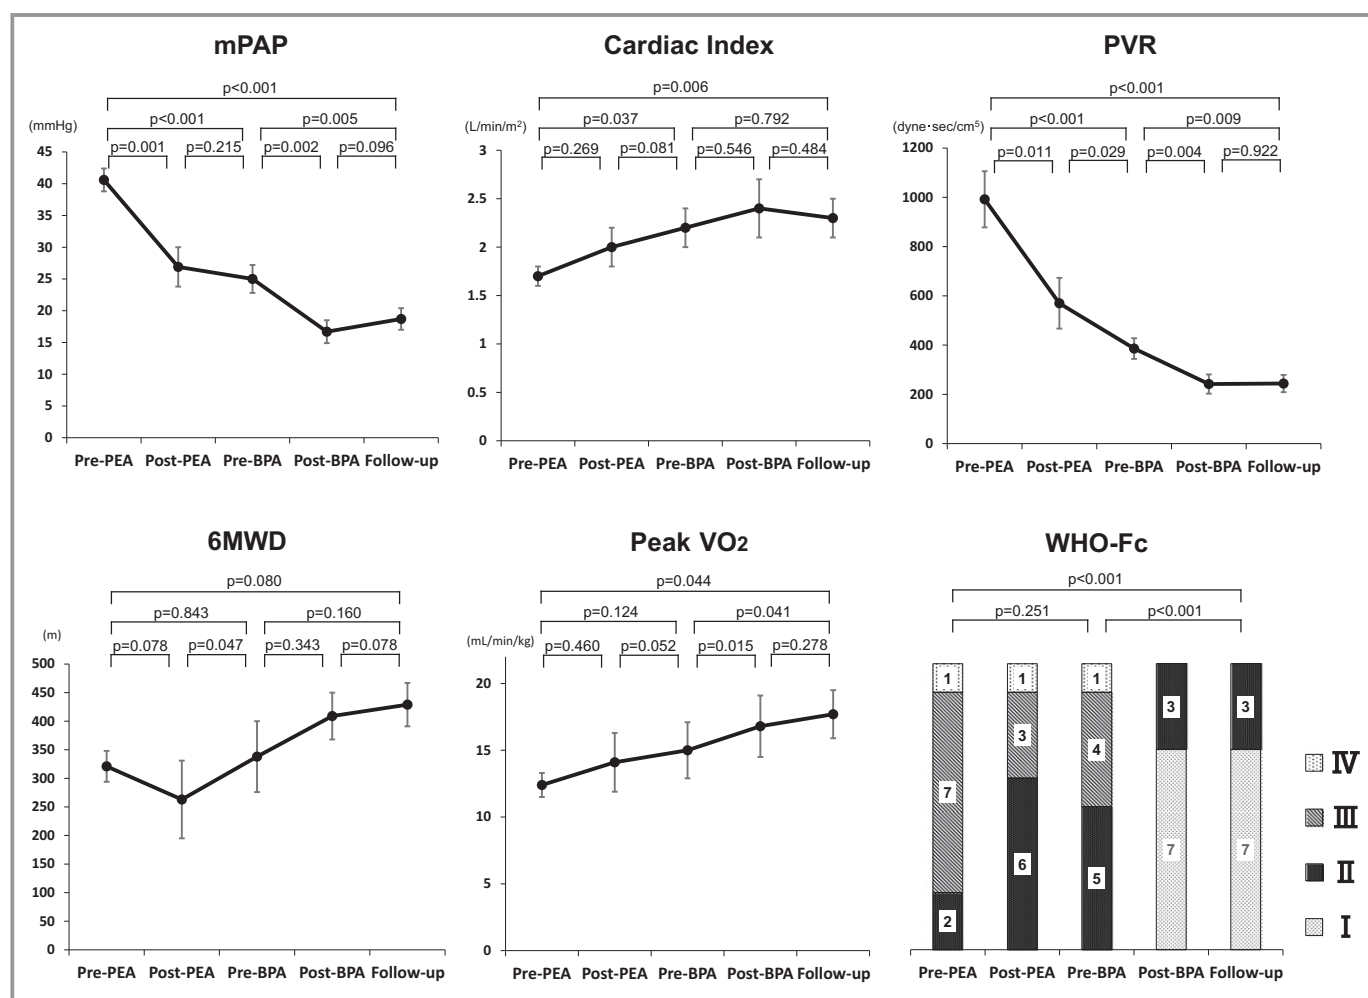 mPAP
p<0.001
(mmHg)
p<0.001 p=0.005
p=0.001 p=0.215 p=0.002 p=0.096
45
40
35
30
25
20
15
10
5
0
Pre-PEA Post-PEA Pre-BPA Post-BPA Follow-up
Cardiac Index
p=0.006
(L/min/m²)
p=0.037 p=0.792
p=0.269 p=0.081 p=0.546 p=0.484
3
2.5
2
1.5
1
0.5
0
Pre-PEA Post-PEA Pre-BPA Post-BPA Follow-up
PVR
p<0.001
(dyne·sec/cm⁵)
p<0.001 p=0.009
p=0.011 p=0.029 p=0.004 p=0.922
1200
1000
800
600
400
200
0
Pre-PEA Post-PEA Pre-BPA Post-BPA Follow-up
6MWD
p=0.080
p=0.843 p=0.160
(m)
p=0.078 p=0.047 p=0.343 p=0.078
500
450
400
350
300
250
200
150
100
50
0
Pre-PEA Post-PEA Pre-BPA Post-BPA Follow-up
Peak VO2
p=0.044
p=0.124 p=0.041
(mL/min/kg)
p=0.460 p=0.052 p=0.015 p=0.278
20
15
10
5
0
Pre-PEA Post-PEA Pre-BPA Post-BPA Follow-up
WHO-Fc
p<0.001
p=0.251 p<0.001
1 1 1
3 3
3 4
7
7 7
6 5
2
IV
III
II
I
Pre-PEA Post-PEA Pre-BPA Post-BPA Follow-up